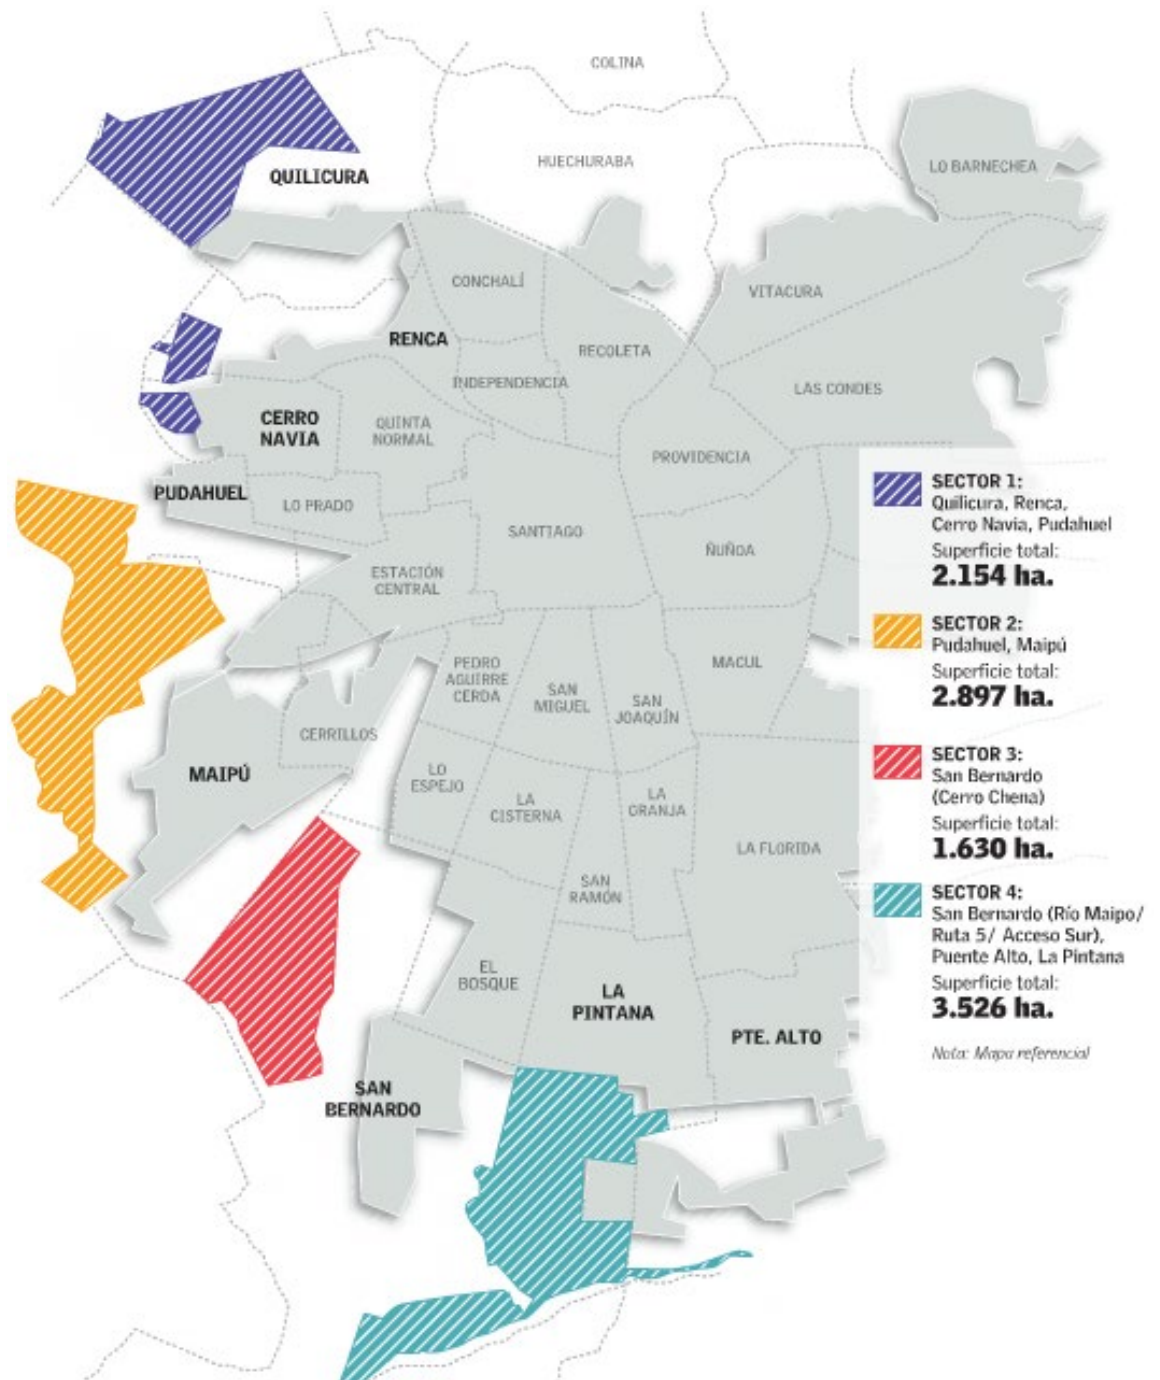 COLINA
HUECHURABA
LO BARNECHEA
QUILICURA
CONCHALÍ
VITACURA
RENCA
RECOLETA
INDEPENDENCIA
LAS CONDES
CERRO
NAVIA
QUINTA
NORMAL
PROVIDENCIA
PUDAHUEL
LO PRADO
SANTIAGO
ÑUÑOA
ESTACIÓN
CENTRAL
PEDRO
AGUIRRE
CERDA
SAN
MIGUEL
SAN
JOAQUÍN
MACUL
CERRILLOS
MAIPÚ
LO
ESPEJO
LA
CISTERNA
LA
GRANJA
LA FLORIDA
SAN
RAMÓN
EL
BOSQUE
LA
PINTANA
PTE. ALTO
SAN
BERNARDO
SECTOR 1:
Quilicura, Renca,
Cerro Navia, Pudahuel
Superficie total:
2.154 ha.
SECTOR 2:
Pudahuel, Maipú
Superficie total:
2.897 ha.
SECTOR 3:
San Bernardo
(Cerro Chena)
Superficie total:
1.630 ha.
SECTOR 4:
San Bernardo (Río Maipo/
Ruta 5/ Acceso Sur),
Puente Alto, La Pintana
Superficie total:
3.526 ha.
Nota: Mapa referencial